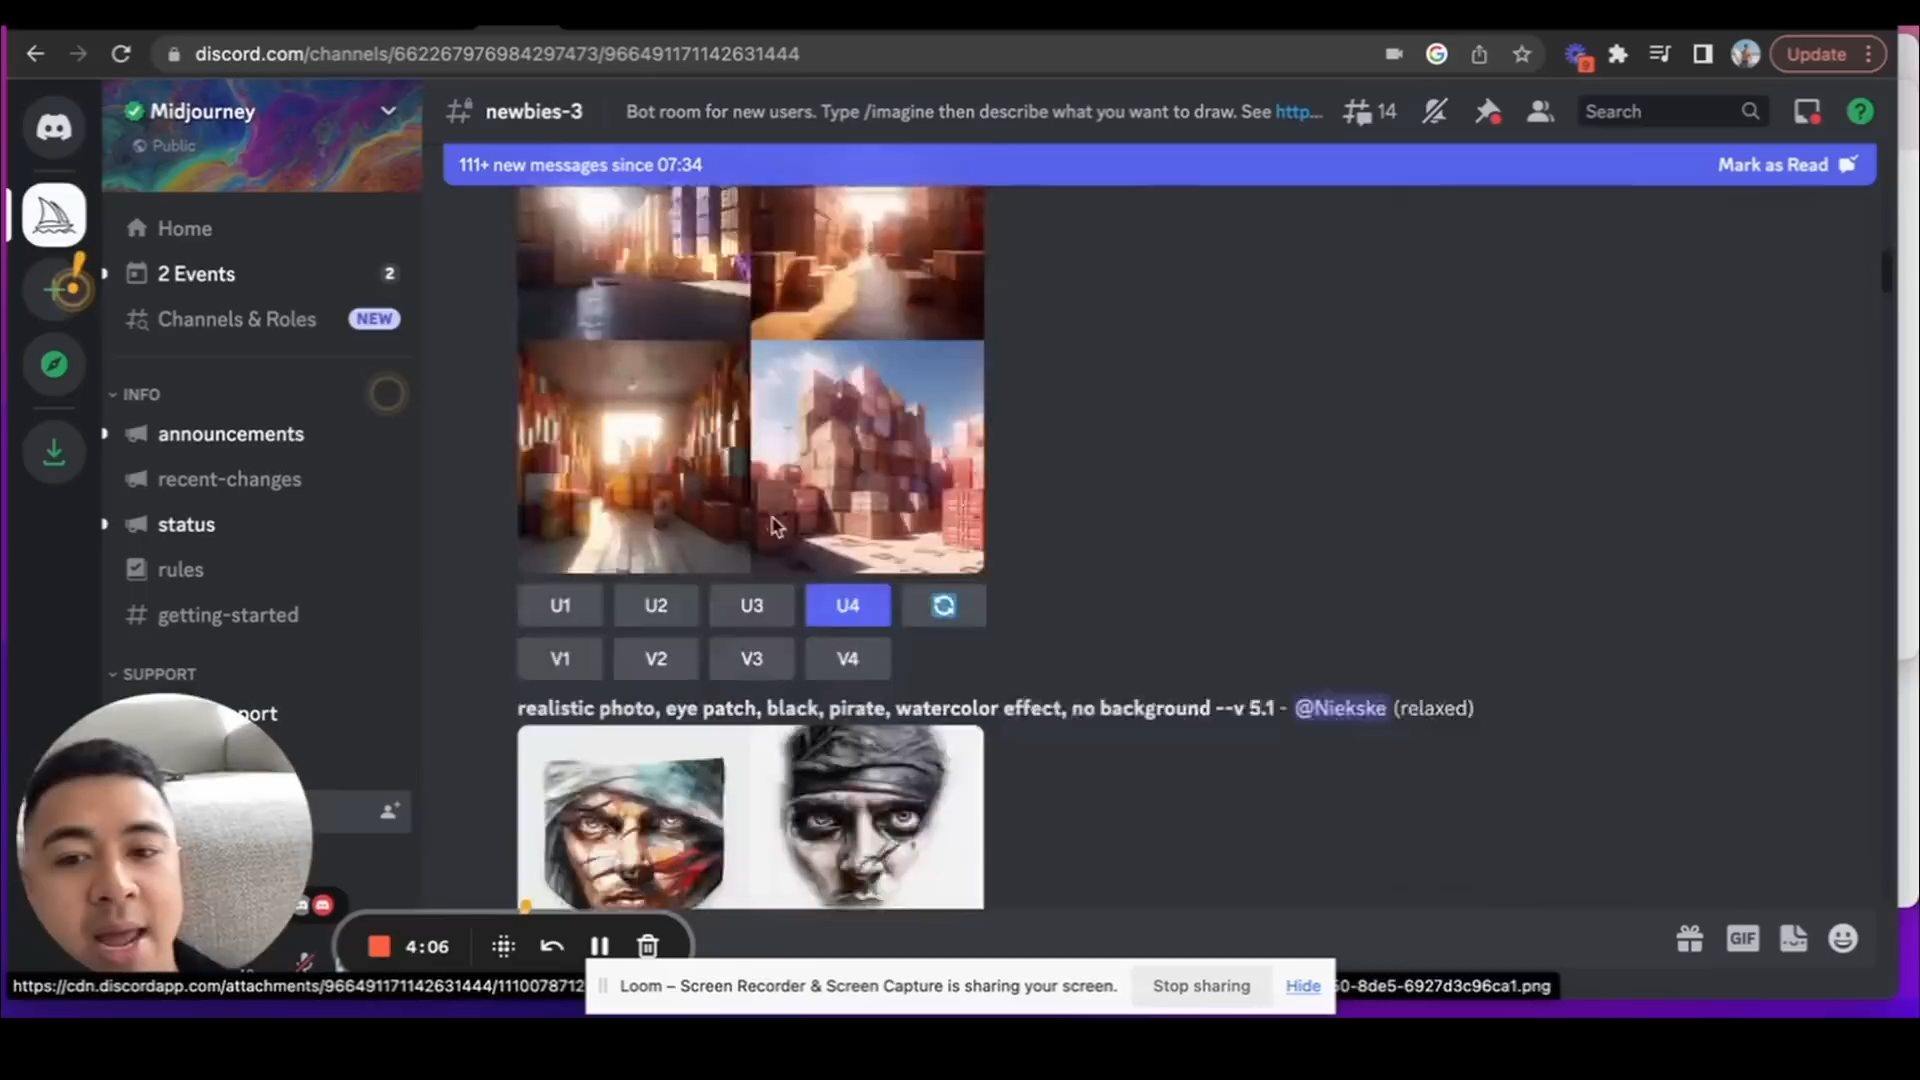 discord.com/channels/662267976984297473/966491171142631444
9
Update
Midjourney
Public
newbies-3
Bot room for new users. Type /imagine then describe what you want to draw. See http...
14
Search
111+ new messages since 07:34
Mark as Read
Home
2 Events
2
Channels & Roles
NEW
INFO
announcements
recent-changes
status
rules
getting-started
SUPPORT
port
U1
U2
U3
U4
V1
V2
V3
V4
realistic photo, eye patch, black, pirate, watercolor effect, no background --v 5.1 - @Niekske (relaxed)
4:06
GIF
https://cdn.discordapp.com/attachments/966491171142631444/1110078712
Loom – Screen Recorder & Screen Capture is sharing your screen.
Stop sharing
Hide
0-8de5-6927d3c96ca1.png